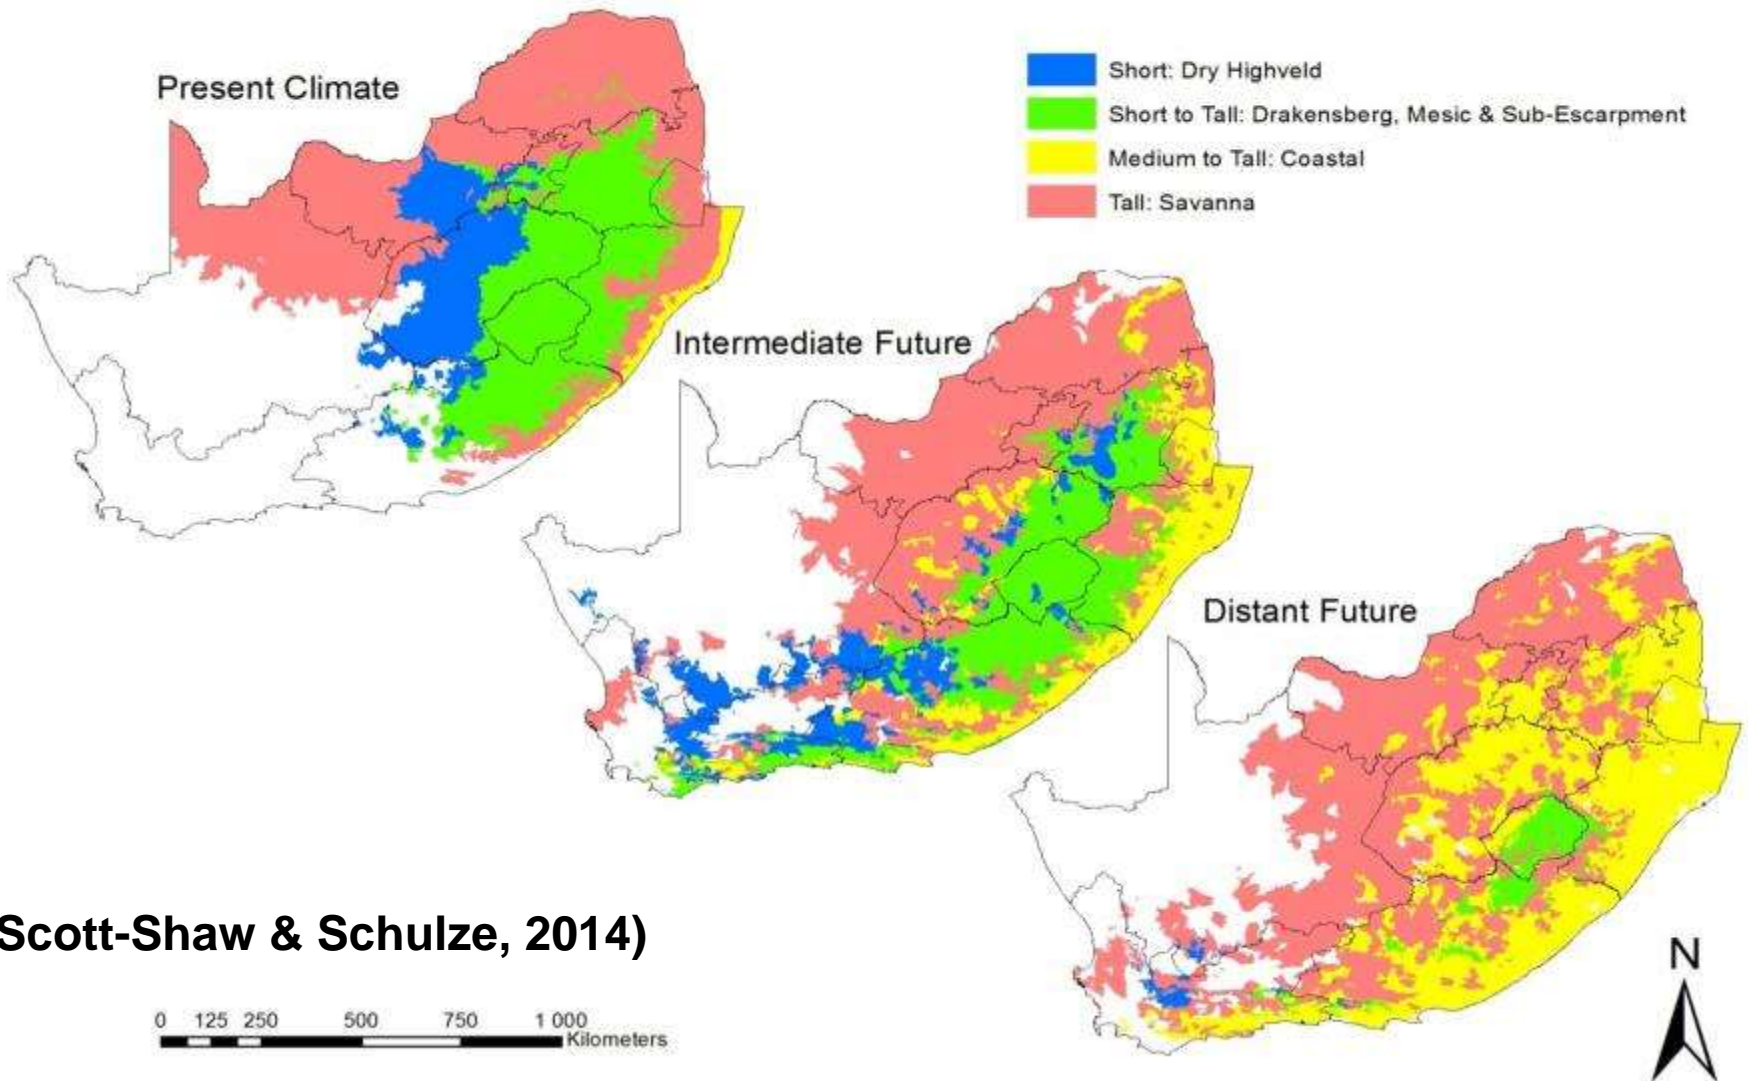 Present Climate
Short: Dry Highveld
Short to Tall: Drakensberg, Mesic & Sub-Escarpment
Medium to Tall: Coastal
Tall: Savanna
Intermediate Future
Distant Future
Scott-Shaw & Schulze, 2014)
N
0 125 250 500 750 1 000
Kilometers